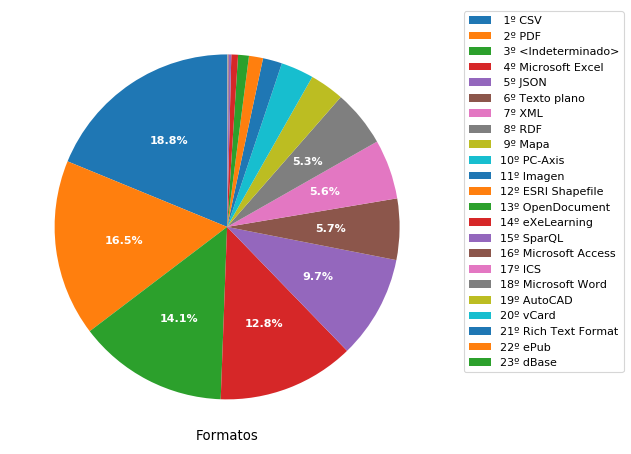 18.8%
16.5%
14.1%
12.8%
9.7%
5.7%
5.6%
5.3%
Formatos
1º CSV
2º PDF
3º <Indeterminado>
4º Microsoft Excel
5º JSON
6º Texto plano
7º XML
8º RDF
9º Mapa
10º PC-Axis
11º Imagen
12º ESRI Shapefile
13º OpenDocument
14º eXeLearning
15º SparQL
16º Microsoft Access
17º ICS
18º Microsoft Word
19º AutoCAD
20º vCard
21º Rich Text Format
22º ePub
23º dBase